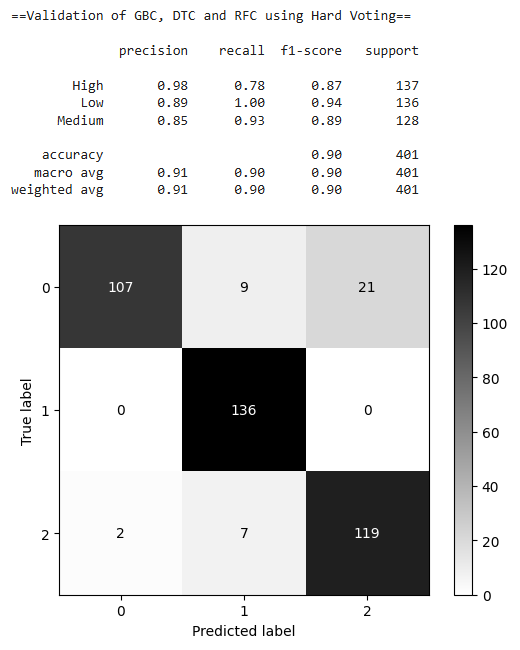 ==Validation of GBC, DTC and RFC using Hard Voting==
precision recall f1-score support
High 0.98 0.78 0.87 137
Low 0.89 1.00 0.94 136
Medium 0.85 0.93 0.89 128
accuracy 0.90 401
macro avg 0.91 0.90 0.90 401
weighted avg 0.91 0.90 0.90 401
0 107 9 21
1 0 136 0
2 2 7 119
0 1 2
True label
Predicted label
120
100
80
60
40
20
0